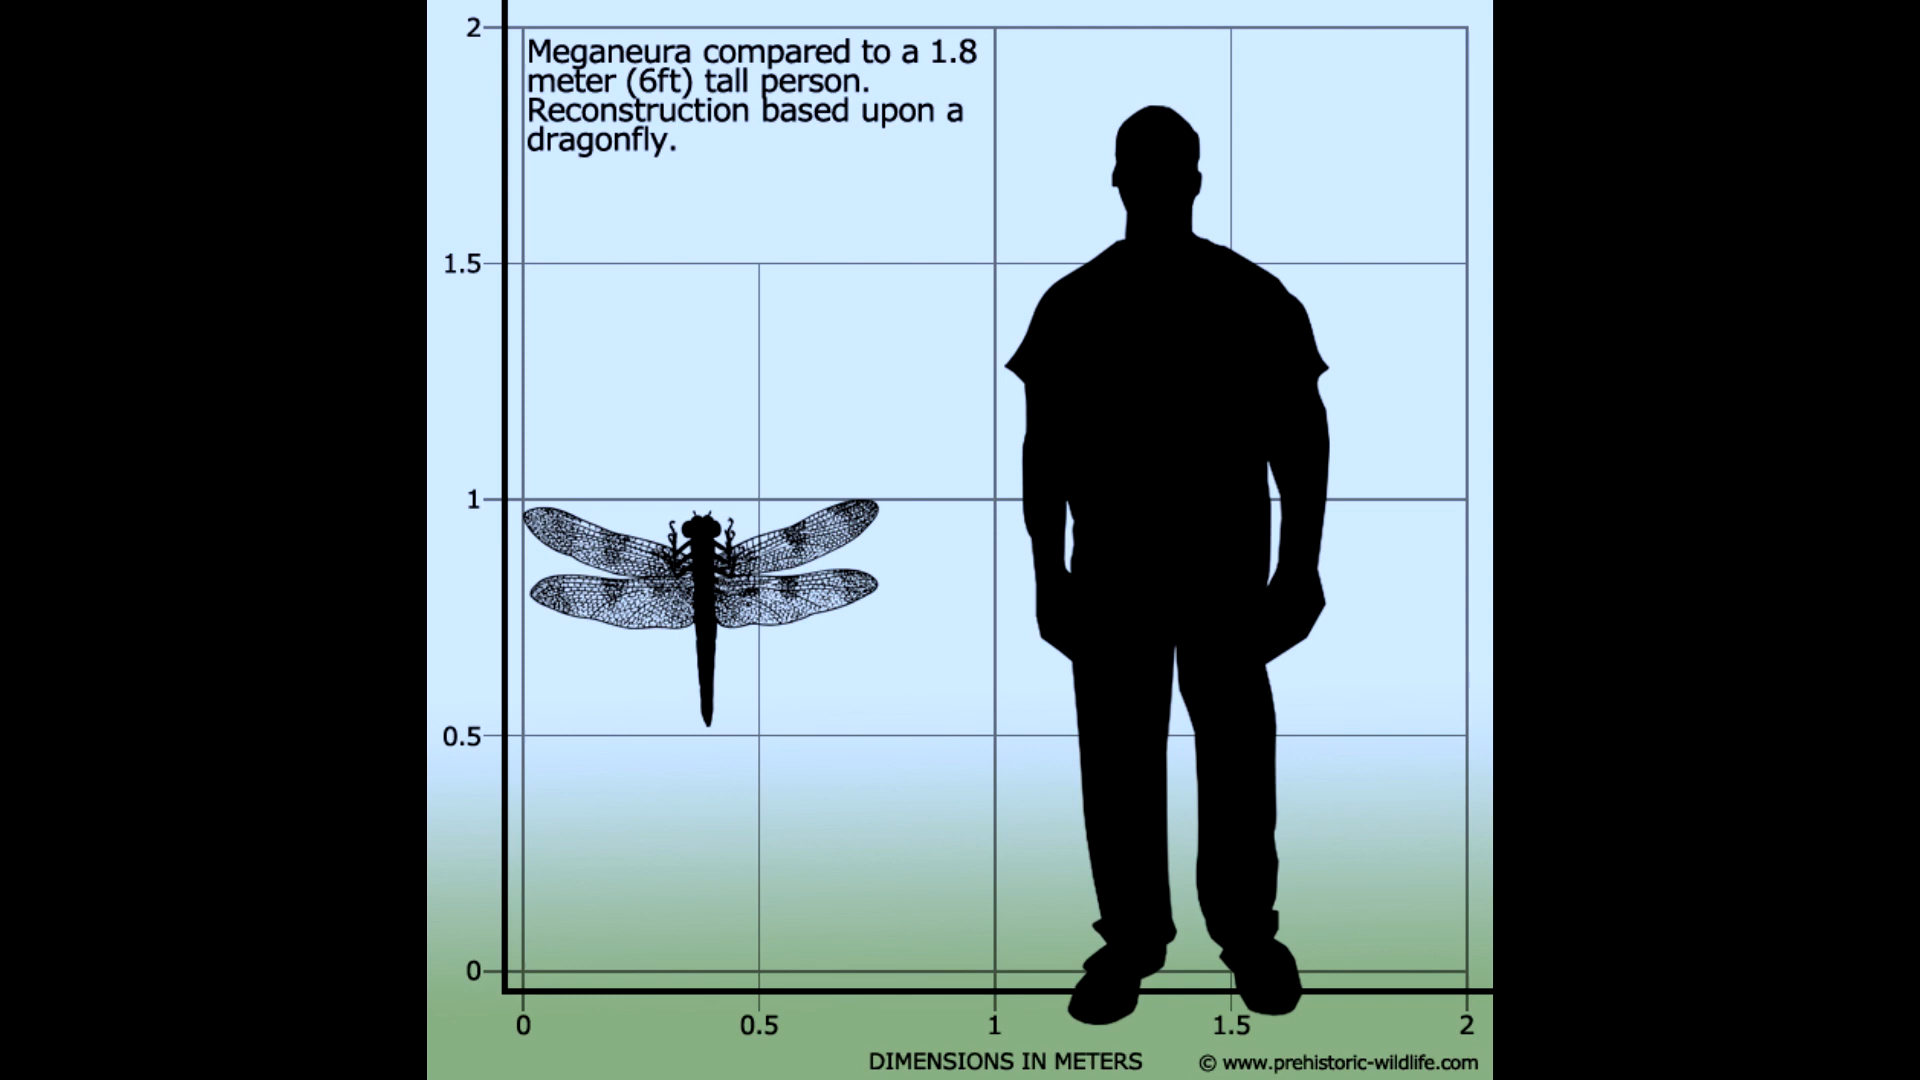 2
Meganeura compared to a 1.8
meter (6ft) tall person.
Reconstruction based upon a
dragonfly.
1.5
1
0.5
0
0 0.5 1 1.5 2
DIMENSIONS IN METERS © www.prehistoric-wildlife.com